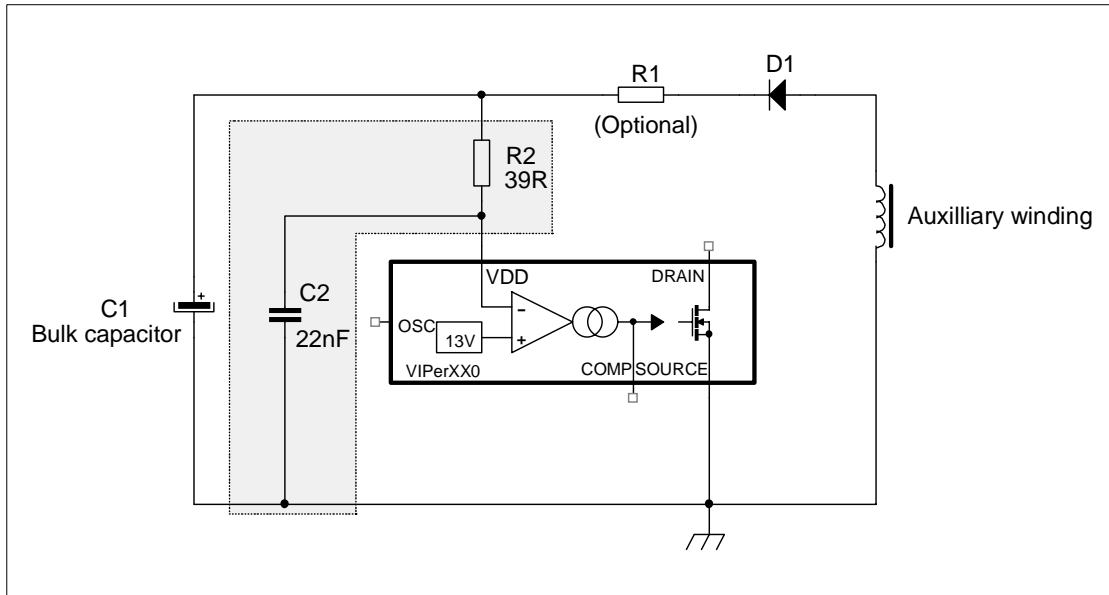 D1
R1
(Optional)
R2
39R
Auxilliary winding
VDD
DRAIN
C2
22nF
C1
Bulk capacitor
OSC
13V
−
+
+
VIPerXX0
COMP
SOURCE